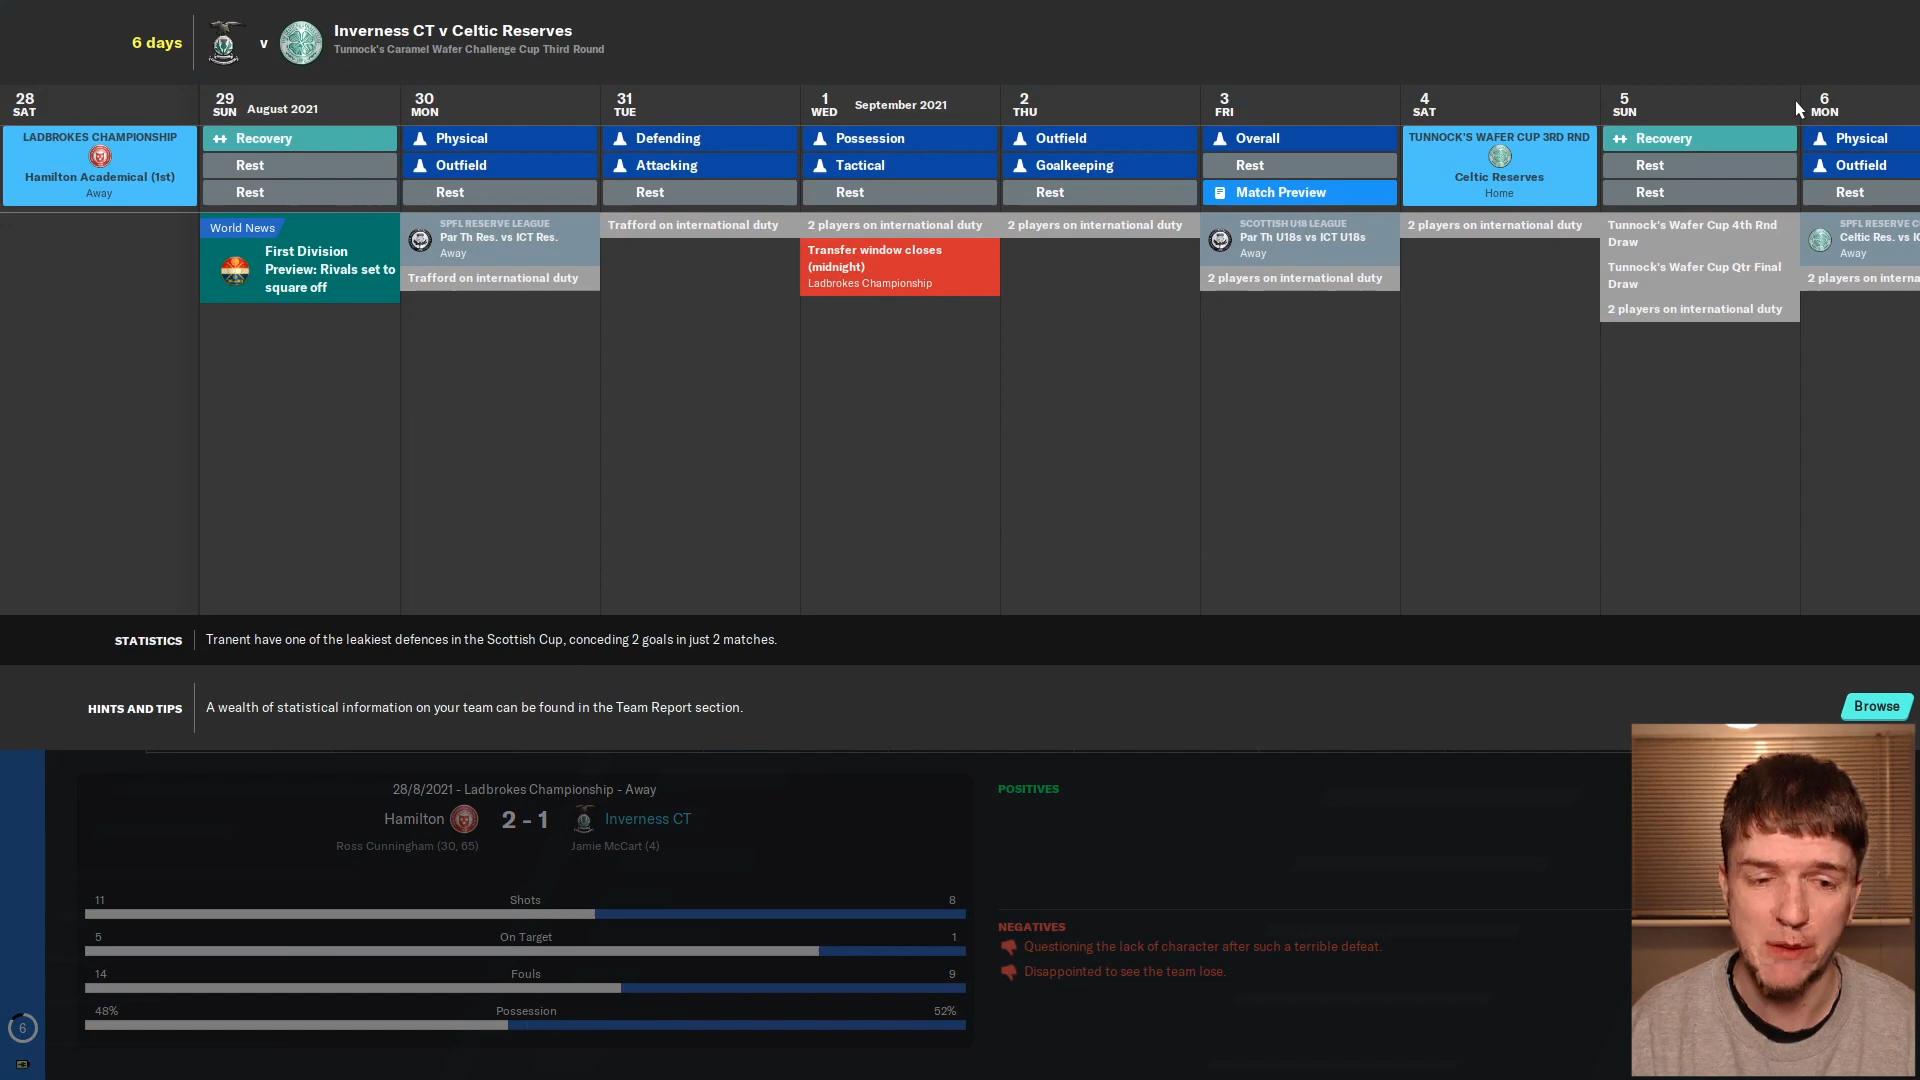 6 days
v
Inverness CT v Celtic Reserves
Tunnock's Caramel Wafer Challenge Cup Third Round
28
SAT
29
SUN August 2021
30
MON
31
TUE
1
WED September 2021
2
THU
3
FRI
4
SAT
5
SUN
6
MON
LADBROKES CHAMPIONSHIP
Hamilton Academical (1st)
Away
Recovery
Rest
Rest
Physical
Outfield
Rest
Defending
Attacking
Rest
Possession
Tactical
Rest
Outfield
Goalkeeping
Rest
Overall
Rest
Match Preview
TUNNOCK'S WAFER CUP 3RD RND
Celtic Reserves
Home
Recovery
Rest
Rest
Physical
Outfield
Rest
World News
First Division
Preview: Rivals set to
square off
SPFL RESERVE LEAGUE
Par Th Res. vs ICT Res.
Away
Trafford on international duty
Trafford on international duty
2 players on international duty
Transfer window closes
(midnight)
Ladbrokes Championship
2 players on international duty
SCOTTISH U18 LEAGUE
Par Th U18s vs ICT U18s
Away
2 players on international duty
2 players on international duty
Tunnock's Wafer Cup 4th Rnd
Draw
Tunnock's Wafer Cup Qtr Final
Draw
2 players on international duty
SPFL RESERVE C
Celtic Res. vs IC
Away
2 players on interna
STATISTICS
Tranent have one of the leakiest defences in the Scottish Cup, conceding 2 goals in just 2 matches.
HINTS AND TIPS
A wealth of statistical information on your team can be found in the Team Report section.
Browse
28/8/2021 - Ladbrokes Championship - Away
Hamilton 2 - 1 Inverness CT
Ross Cunningham (30, 65)
Jamie McCart (4)
11 Shots 8
5 On Target 1
14 Fouls 9
48% Possession 52%
POSITIVES
NEGATIVES
Questioning the lack of character after such a terrible defeat.
Disappointed to see the team lose.
6